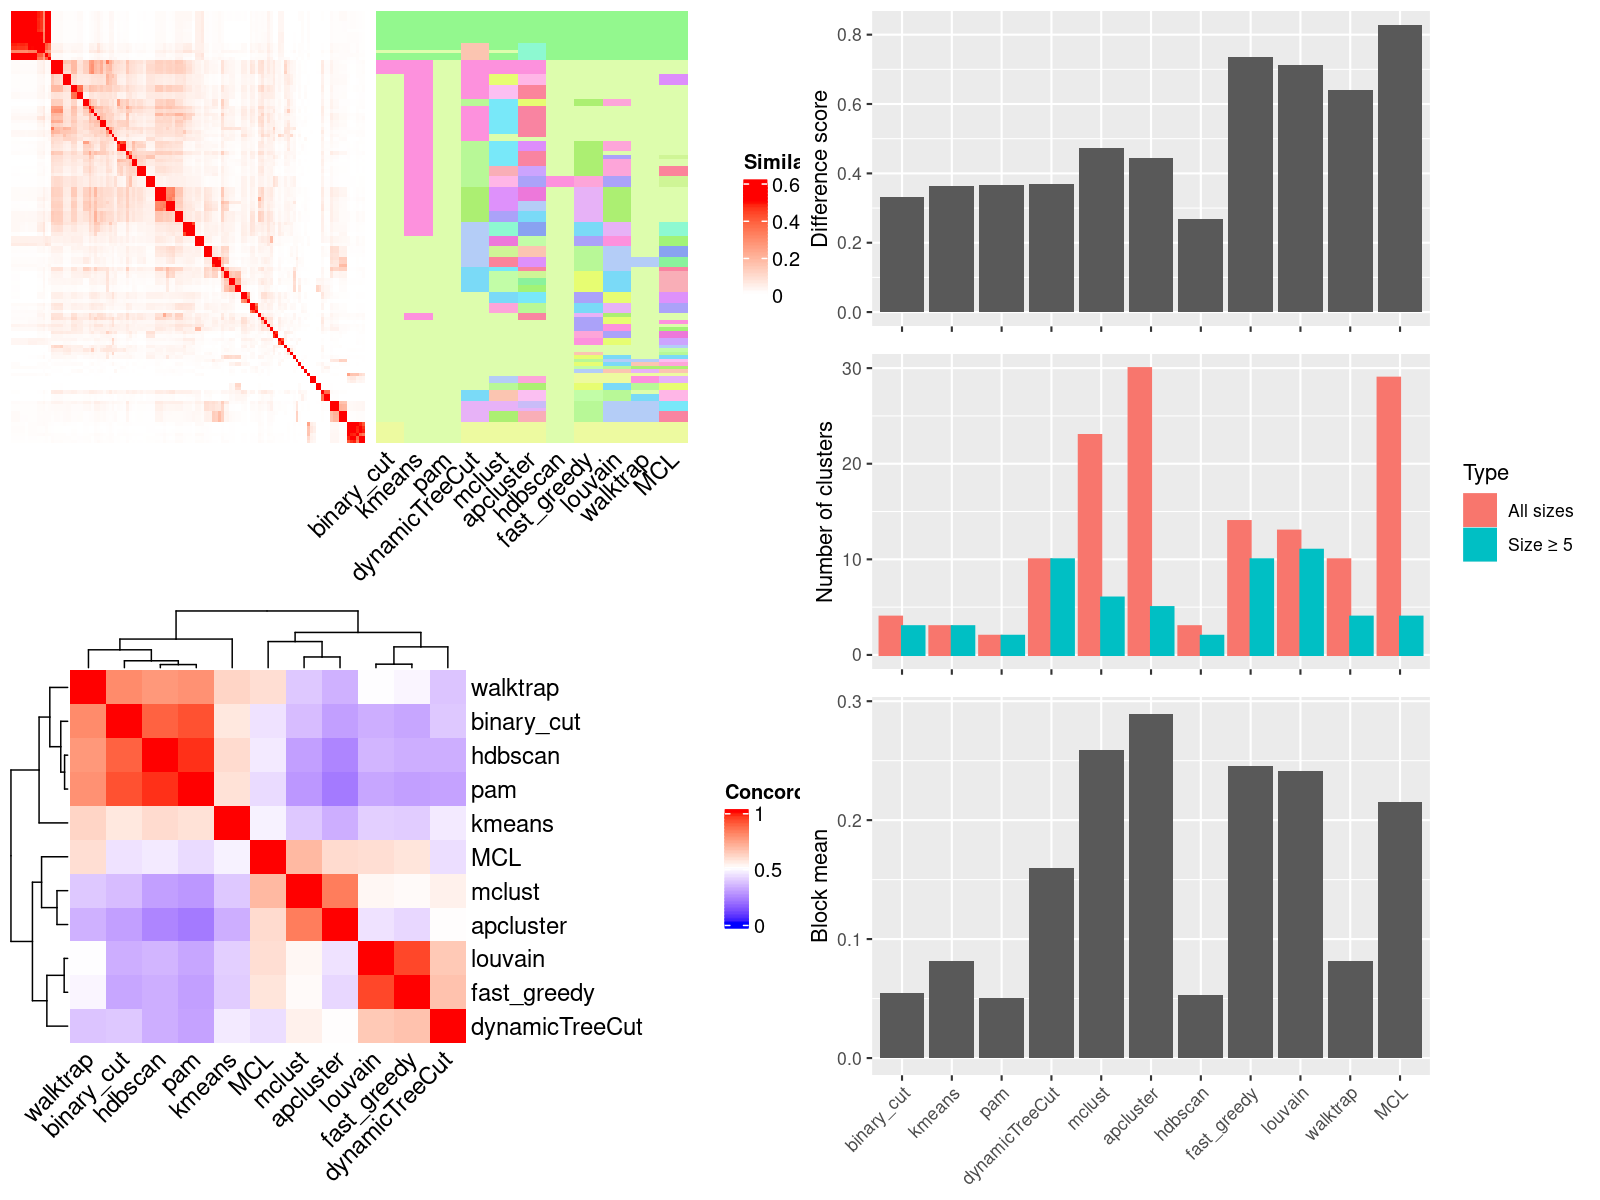 Simila
0.6
0.4
0.2
0
binary_cut
kmeans
pam
dynamicTreeCut
mclust
apcluster
hdbscan
fast_greedy
louvain
walktrap
MCL
walktrap
binary_cut
hdbscan
pam
kmeans
MCL
mclust
apcluster
louvain
fast_greedy
dynamicTreeCut
walktrap
binary_cut
hdbscan
pam
kmeans
MCL
mclust
apcluster
louvain
fast_greedy
dynamicTreeCut
Concord
1
0.5
0
Difference score
0.8
0.6
0.4
0.2
0.0
Number of clusters
30
20
10
0
Type
All sizes
Size ≥ 5
Block mean
0.3
0.2
0.1
0.0
binary_cut
kmeans
pam
dynamicTreeCut
mclust
apcluster
hdbscan
fast_greedy
louvain
walktrap
MCL